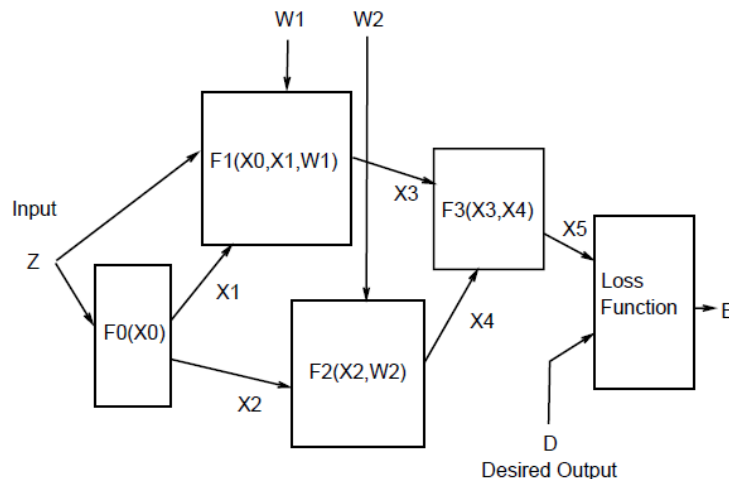 W1
W2
F1(X0,X1,W1)
X3
F3(X3,X4)
Input
Z
X5
Loss
Function
E
X1
F0(X0)
X4
F2(X2,W2)
X2
D
Desired Output